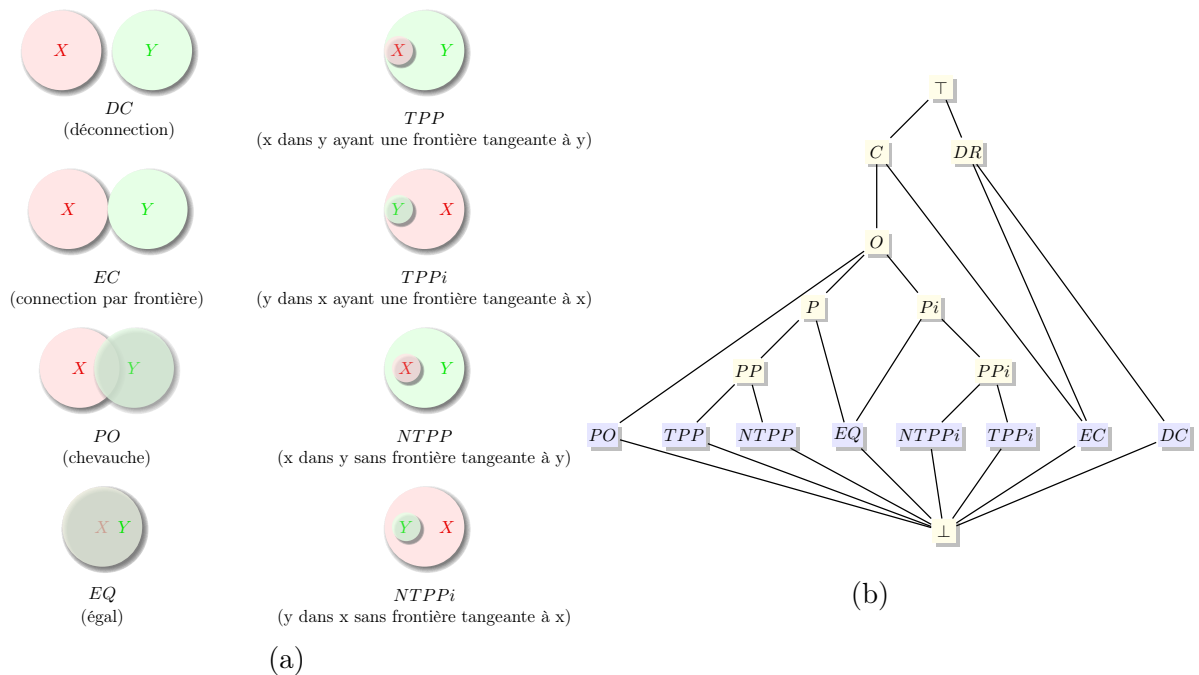 X Y
DC
(déconnection)
X Y
TPP
(x dans y ayant une frontière tangeante à y)
X Y
EC
(connection par frontière)
Y X
TPPi
(y dans x ayant une frontière tangeante à x)
X Y
PO
(chevauche)
X Y
NTPP
(x dans y sans frontière tangeante à y)
X Y
EQ
(égal)
Y X
NTPPi
(y dans x sans frontière tangeante à x)
(a)
⊤
C DR
O
P Pi
PP PPi
PO TPP NTPP EQ NTPPi TPPi EC DC
⊥
(b)